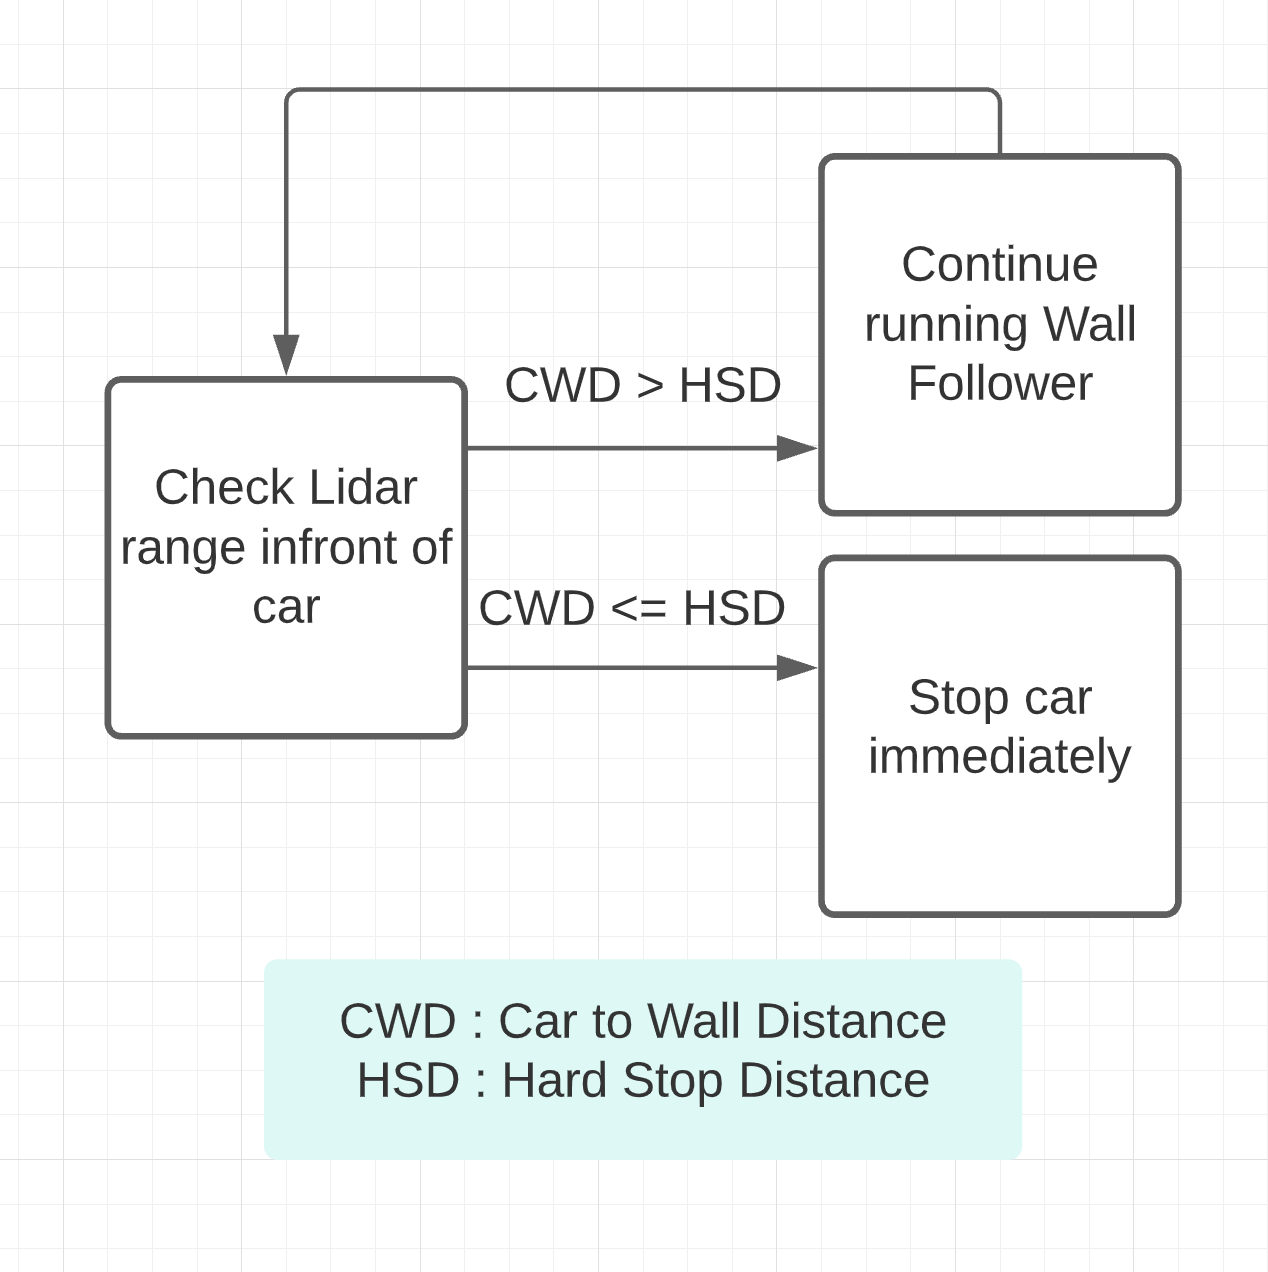 Continue
running Wall
Follower
CWD > HSD
Check Lidar
range infront of
car
CWD <= HSD
Stop car
immediately
CWD : Car to Wall Distance
HSD : Hard Stop Distance